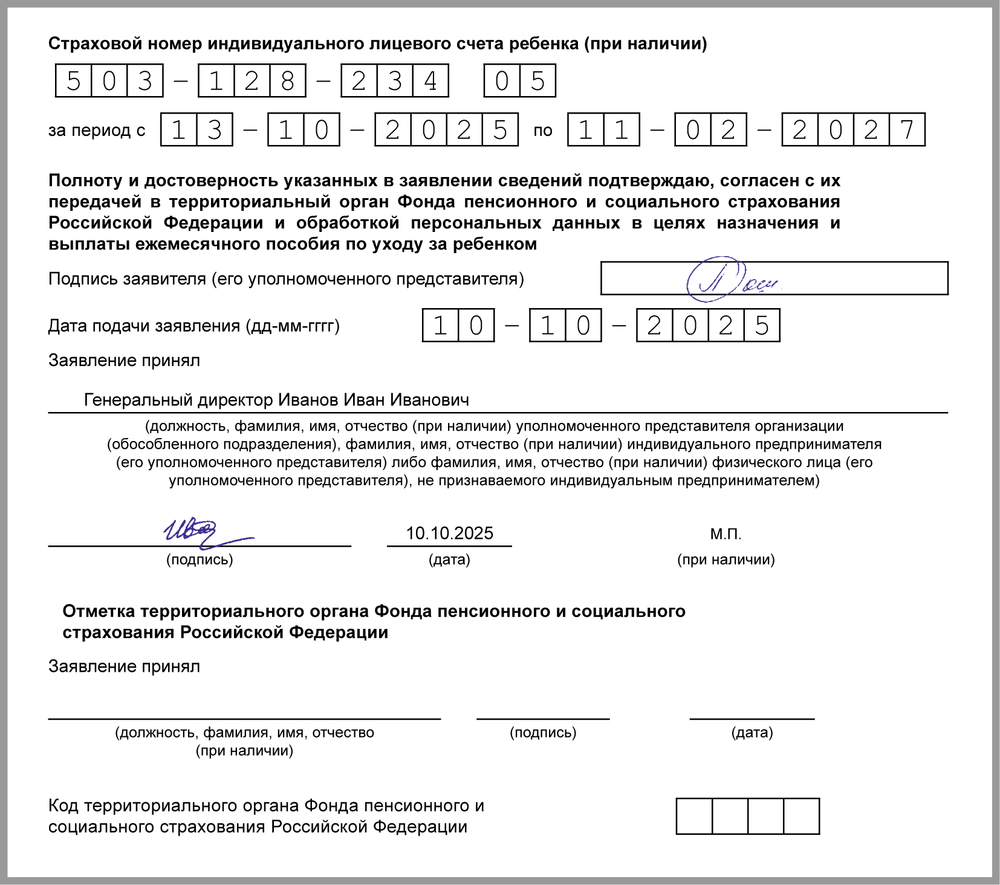 Страховой номер индивидуального лицевого счета ребенка (при наличии)
503 – 128 – 234 05
за период с 13 – 10 – 2025 по 11 – 02 – 2027
Полноту и достоверность указанных в заявлении сведений подтверждаю, согласен с их
передачей в территориальный орган Фонда пенсионного и социального страхования
Российской Федерации и обработкой персональных данных в целях назначения и
выплаты ежемесячного пособия по уходу за ребенком
Подпись заявителя (его уполномоченного представителя)
Дата подачи заявления (дд-мм-гггг) 10 – 10 – 2025
Заявление принял
Генеральный директор Иванов Иван Иванович
(должность, фамилия, имя, отчество (при наличии) уполномоченного представителя организации
(обособленного подразделения), фамилия, имя, отчество (при наличии) индивидуального предпринимателя
(его уполномоченного представителя) либо фамилия, имя, отчество (при наличии) физического лица (его
уполномоченного представителя), не признаваемого индивидуальным предпринимателем)
10.10.2025 М.П.
(подпись) (дата) (при наличии)
Отметка территориального органа Фонда пенсионного и социального
страхования Российской Федерации
Заявление принял
(должность, фамилия, имя, отчество (подпись) (дата)
(при наличии)
Код территориального органа Фонда пенсионного и
социального страхования Российской Федерации